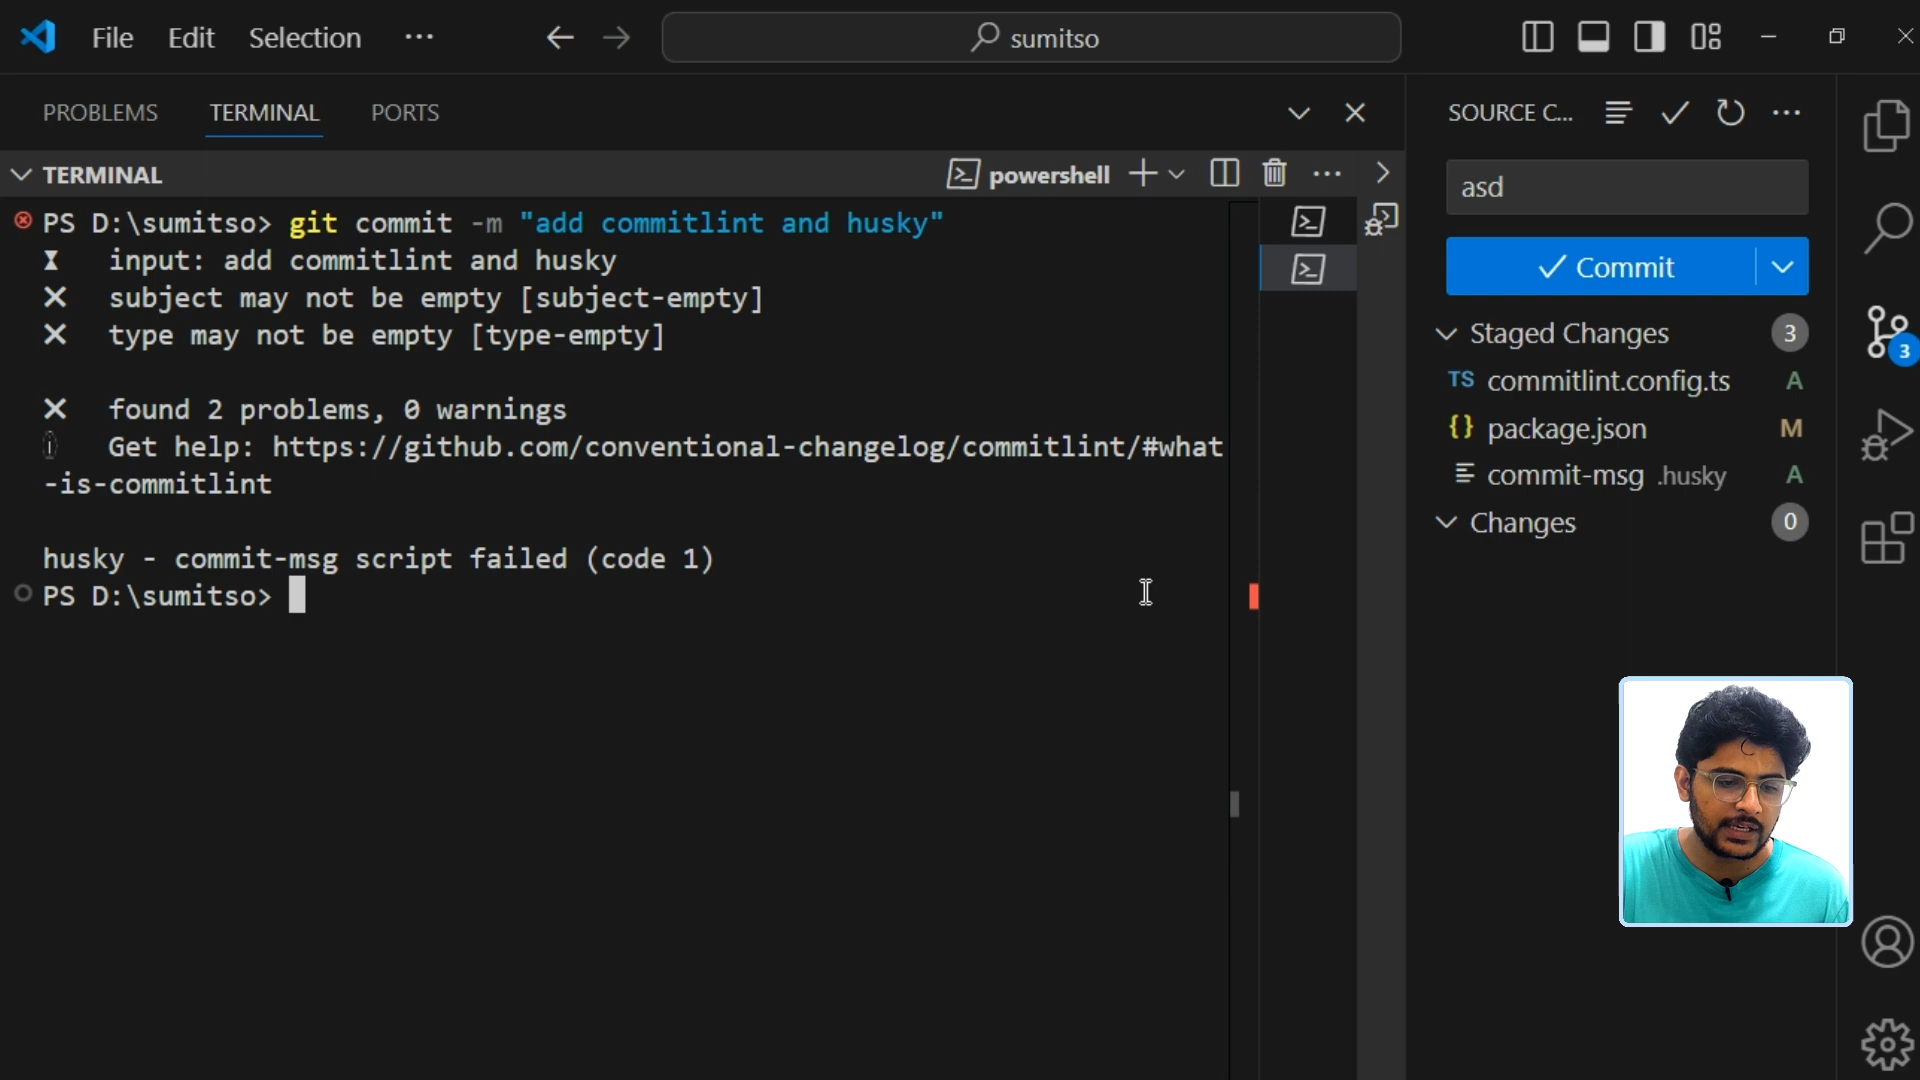 File Edit Selection ···
sumitso
PROBLEMS TERMINAL PORTS
TERMINAL
powershell
PS D:\sumitso> git commit -m "add commitlint and husky"
input: add commitlint and husky
✕ subject may not be empty [subject-empty]
✕ type may not be empty [type-empty]
✕ found 2 problems, 0 warnings
Get help: https://github.com/conventional-changelog/commitlint/#what
-is-commitlint
husky - commit-msg script failed (code 1)
PS D:\sumitso>
SOURCE C...
asd
Commit
Staged Changes 3
TS commitlint.config.ts A
{} package.json M
commit-msg .husky A
Changes 0
3